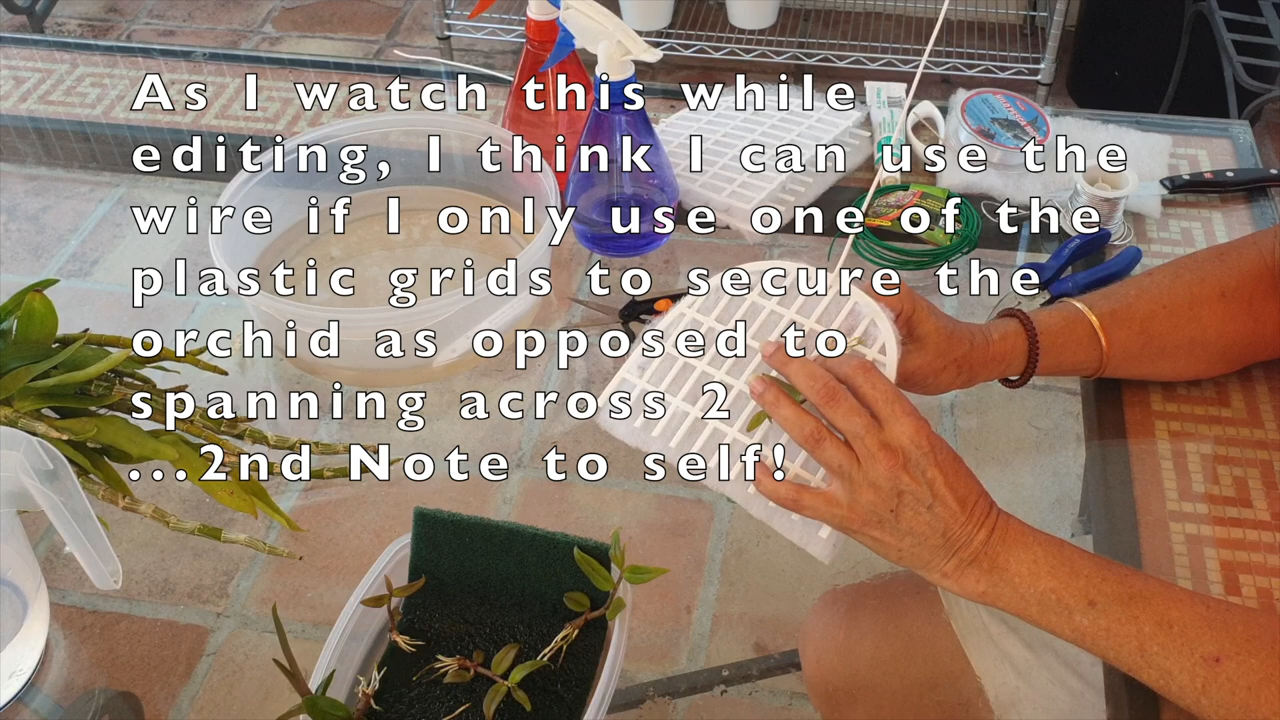 As I watch this while
editing, I think I can use the
wire if I only use one of the
plastic grids to secure the
orchid as opposed to
spanning across 2
...2nd Note to self!